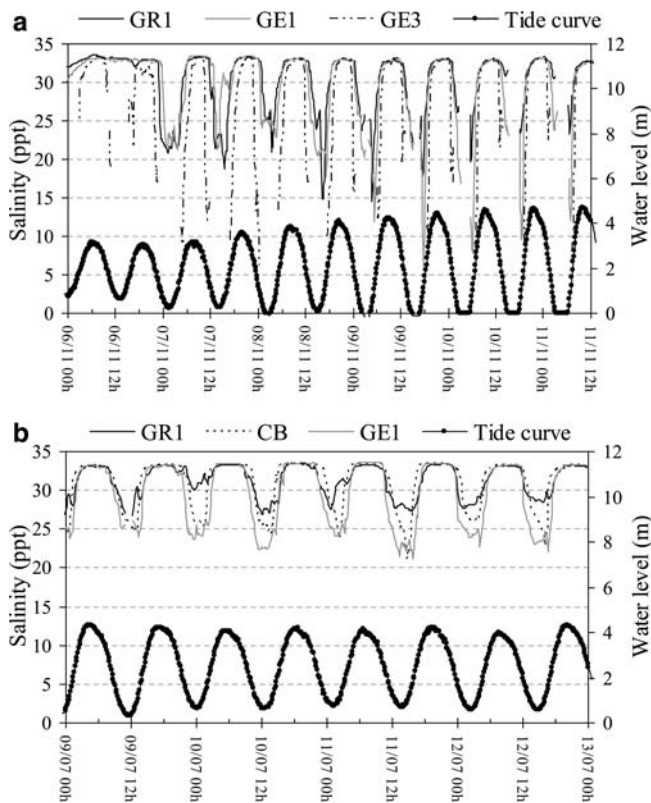 a
GR1 GE1 GE3 Tide curve
35
30
25
20
15
10
5
0
Salinity (ppt)
12
10
8
6
4
2
0
Water level (m)
06/11 00h
06/11 12h
07/11 00h
07/11 12h
08/11 00h
08/11 12h
09/11 00h
09/11 12h
10/11 00h
10/11 12h
11/11 00h
11/11 12h
b
GR1 CB GE1 Tide curve
35
30
25
20
15
10
5
0
Salinity (ppt)
12
10
8
6
4
2
0
Water level (m)
09/07 00h
09/07 12h
10/07 00h
10/07 12h
11/07 00h
11/07 12h
12/07 00h
12/07 12h
13/07 00h